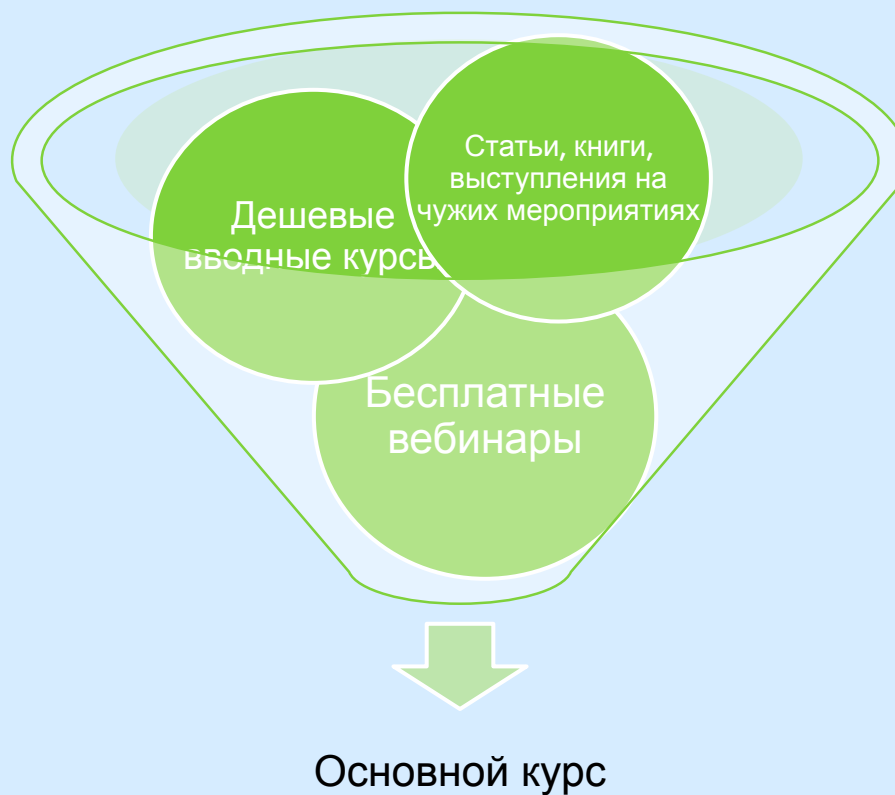 Статьи, книги,
выступления на
чужих мероприятиях
Дешевые
вводные курсы
Бесплатные
вебинары
Основной курс